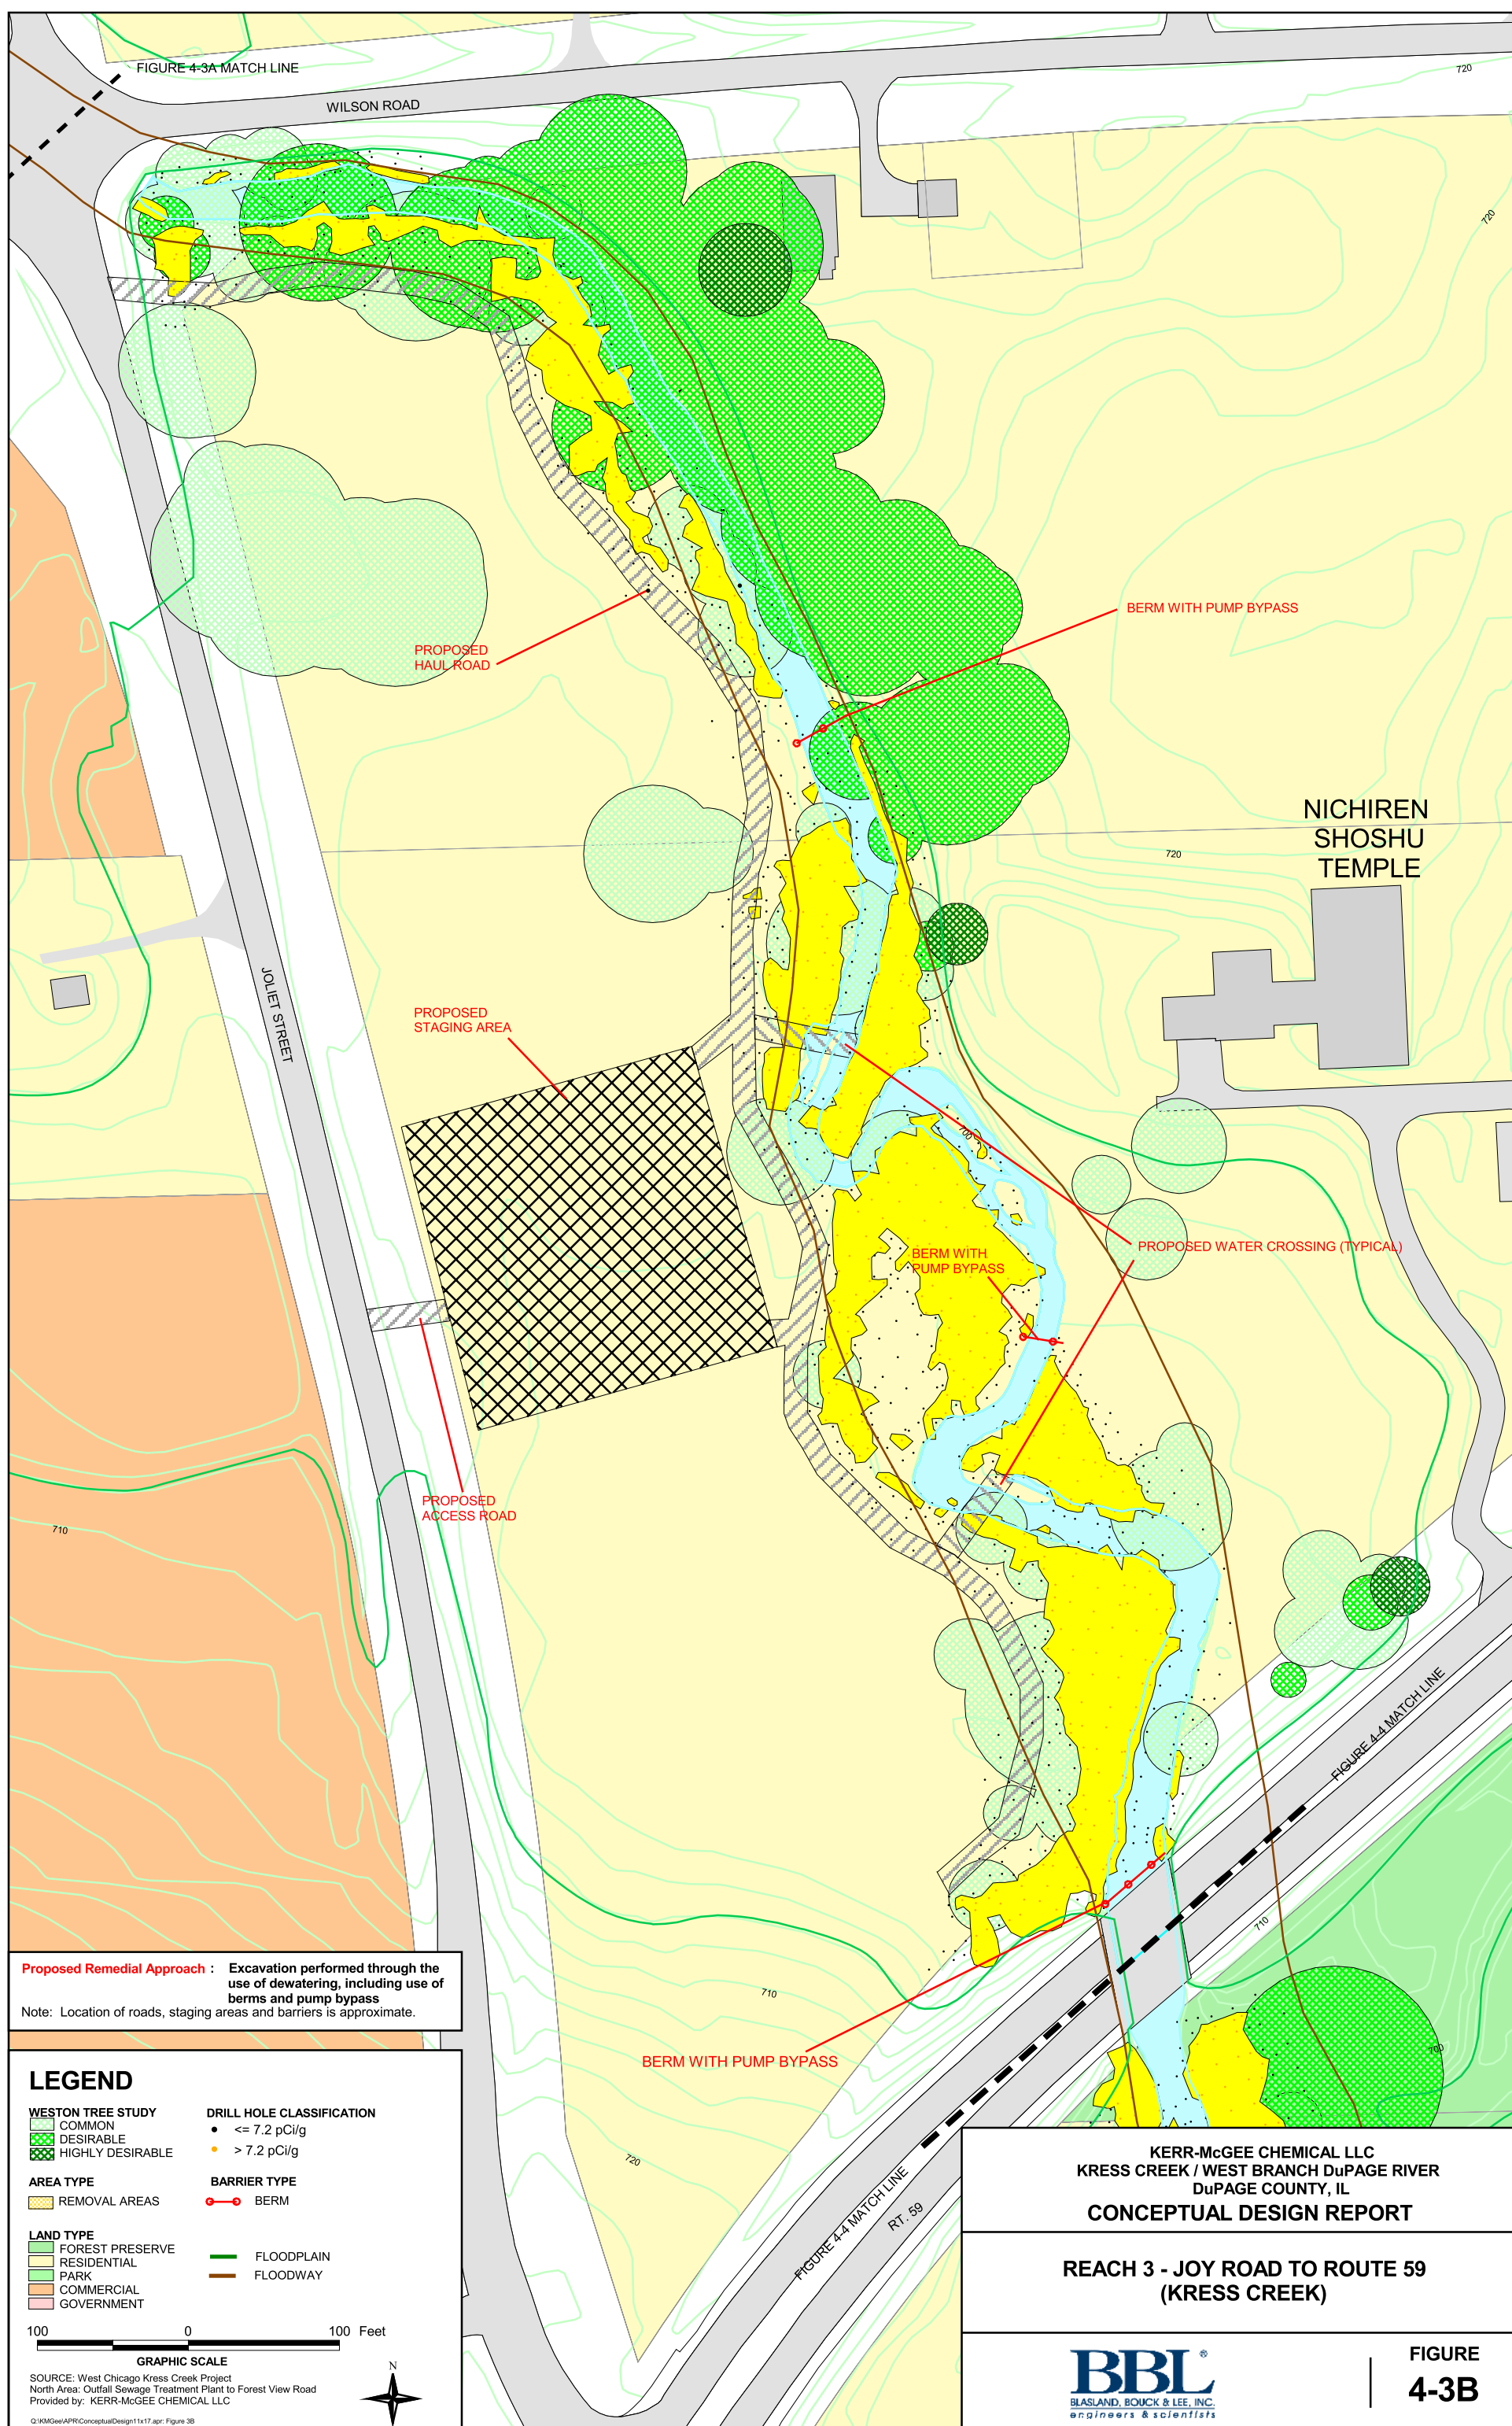 FIGURE 4-3A MATCH LINE
WILSON ROAD
720
720
BERM WITH PUMP BYPASS
PROPOSED
HAUL ROAD
NICHIREN
SHOSHU
TEMPLE
720
JOLIET STREET
PROPOSED
STAGING AREA
700
PROPOSED WATER CROSSING (TYPICAL)
BERM WITH
PUMP BYPASS
PROPOSED
ACCESS ROAD
710
FIGURE 4-4 MATCH LINE
710
710
700
BERM WITH PUMP BYPASS
720
FIGURE 4-4 MATCH LINE
RT. 59
Proposed Remedial Approach : Excavation performed through the
use of dewatering, including use of
berms and pump bypass
Note: Location of roads, staging areas and barriers is approximate.
LEGEND
WESTON TREE STUDY
COMMON
DESIRABLE
HIGHLY DESIRABLE
DRILL HOLE CLASSIFICATION
<= 7.2 pCi/g
> 7.2 pCi/g
AREA TYPE
REMOVAL AREAS
BARRIER TYPE
BERM
LAND TYPE
FOREST PRESERVE
RESIDENTIAL
PARK
COMMERCIAL
GOVERNMENT
FLOODPLAIN
FLOODWAY
100 0 100 Feet
GRAPHIC SCALE
SOURCE: West Chicago Kress Creek Project
North Area: Outfall Sewage Treatment Plant to Forest View Road
Provided by: KERR-McGEE CHEMICAL LLC
N
Q:\KMGee\APR\ConceptualDesign11x17.apr: Figure 3B
KERR-McGEE CHEMICAL LLC
KRESS CREEK / WEST BRANCH DuPAGE RIVER
DuPAGE COUNTY, IL
CONCEPTUAL DESIGN REPORT
REACH 3 - JOY ROAD TO ROUTE 59
(KRESS CREEK)
BBL®
BLASLAND, BOUCK & LEE, INC.
engineers & scientists
FIGURE
4-3B